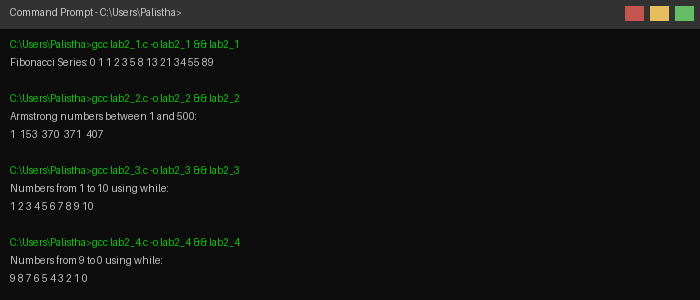 Command Prompt - C:\Users\Palistha>
C:\Users\Palistha>gcc lab2_1.c -o lab2_1 && lab2_1
Fibonacci Series: 0 1 1 2 3 5 8 13 21 34 55 89
C:\Users\Palistha>gcc lab2_2.c -o lab2_2 && lab2_2
Armstrong numbers between 1 and 500:
1 153 370 371 407
C:\Users\Palistha>gcc lab2_3.c -o lab2_3 && lab2_3
Numbers from 1 to 10 using while:
1 2 3 4 5 6 7 8 9 10
C:\Users\Palistha>gcc lab2_4.c -o lab2_4 && lab2_4
Numbers from 9 to 0 using while:
9 8 7 6 5 4 3 2 1 0